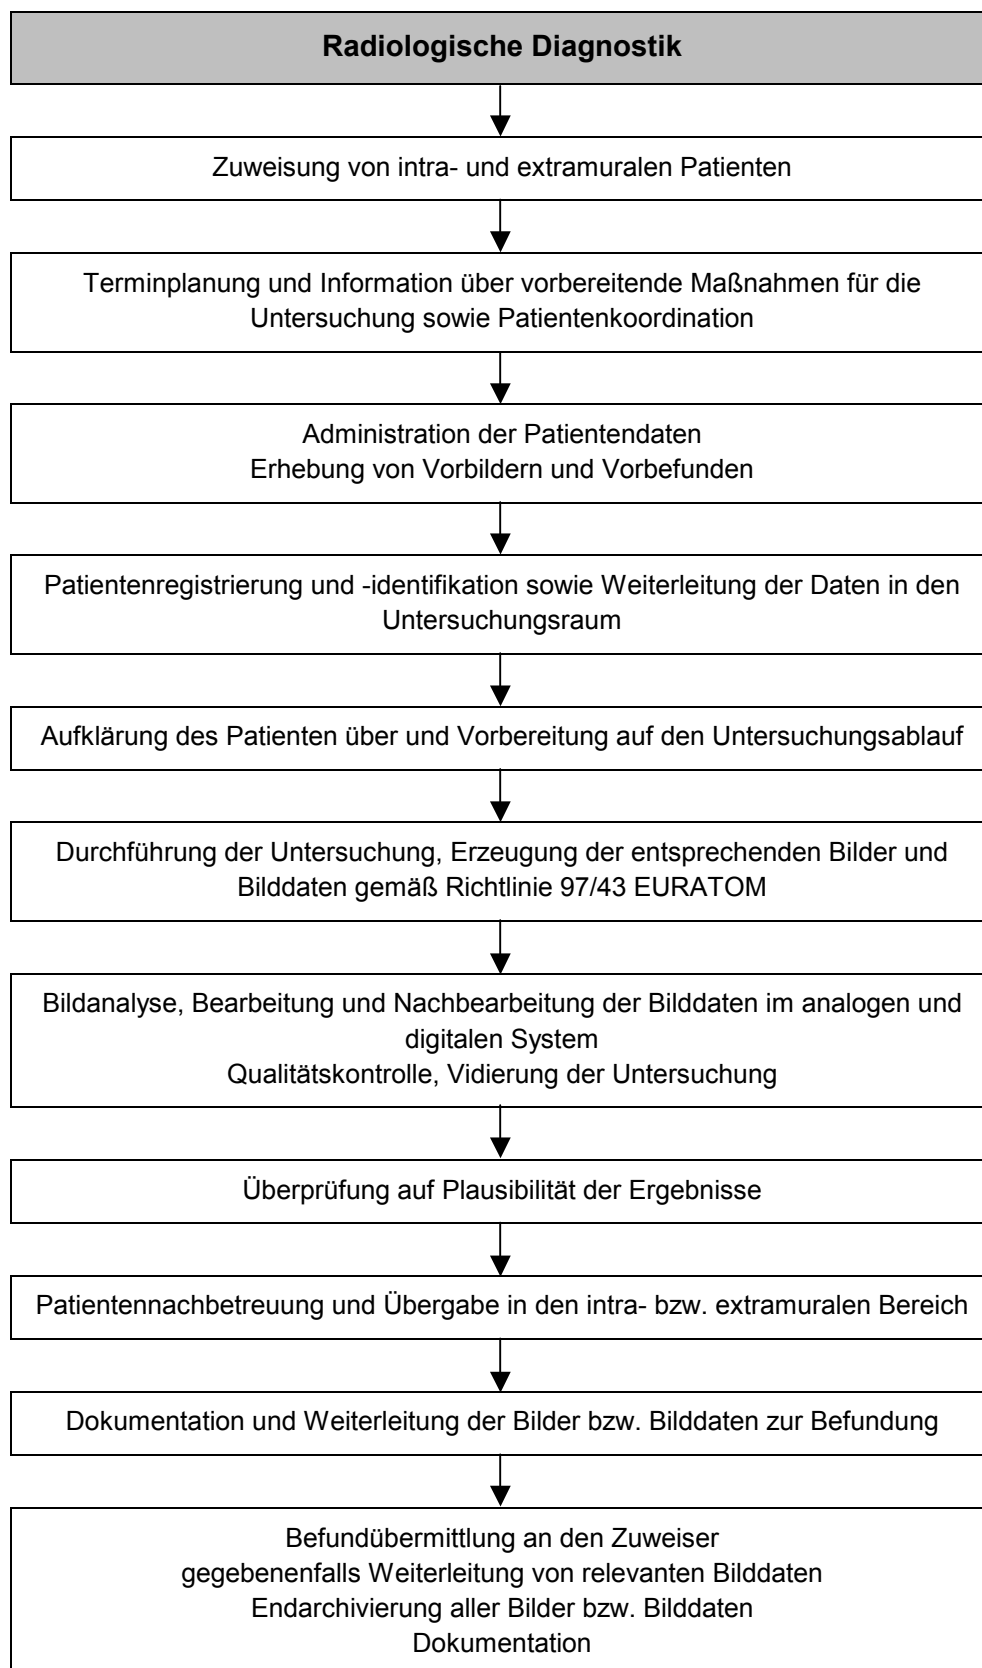 Radiologische Diagnostik
Zuweisung von intra- und extramuralen Patienten
Terminplanung und Information über vorbereitende Maßnahmen für die
Untersuchung sowie Patientenkoordination
Administration der Patientendaten
Erhebung von Vorbildern und Vorbefunden
Patientenregistrierung und -identifikation sowie Weiterleitung der Daten in den
Untersuchungsraum
Aufklärung des Patienten über und Vorbereitung auf den Untersuchungsablauf
Durchführung der Untersuchung, Erzeugung der entsprechenden Bilder und
Bilddaten gemäß Richtlinie 97/43 EURATOM
Bildanalyse, Bearbeitung und Nachbearbeitung der Bilddaten im analogen und
digitalen System
Qualitätskontrolle, Vidierung der Untersuchung
Überprüfung auf Plausibilität der Ergebnisse
Patientennachbetreuung und Übergabe in den intra- bzw. extramuralen Bereich
Dokumentation und Weiterleitung der Bilder bzw. Bilddaten zur Befundung
Befundübermittlung an den Zuweiser
gegebenenfalls Weiterleitung von relevanten Bilddaten
Endarchivierung aller Bilder bzw. Bilddaten
Dokumentation